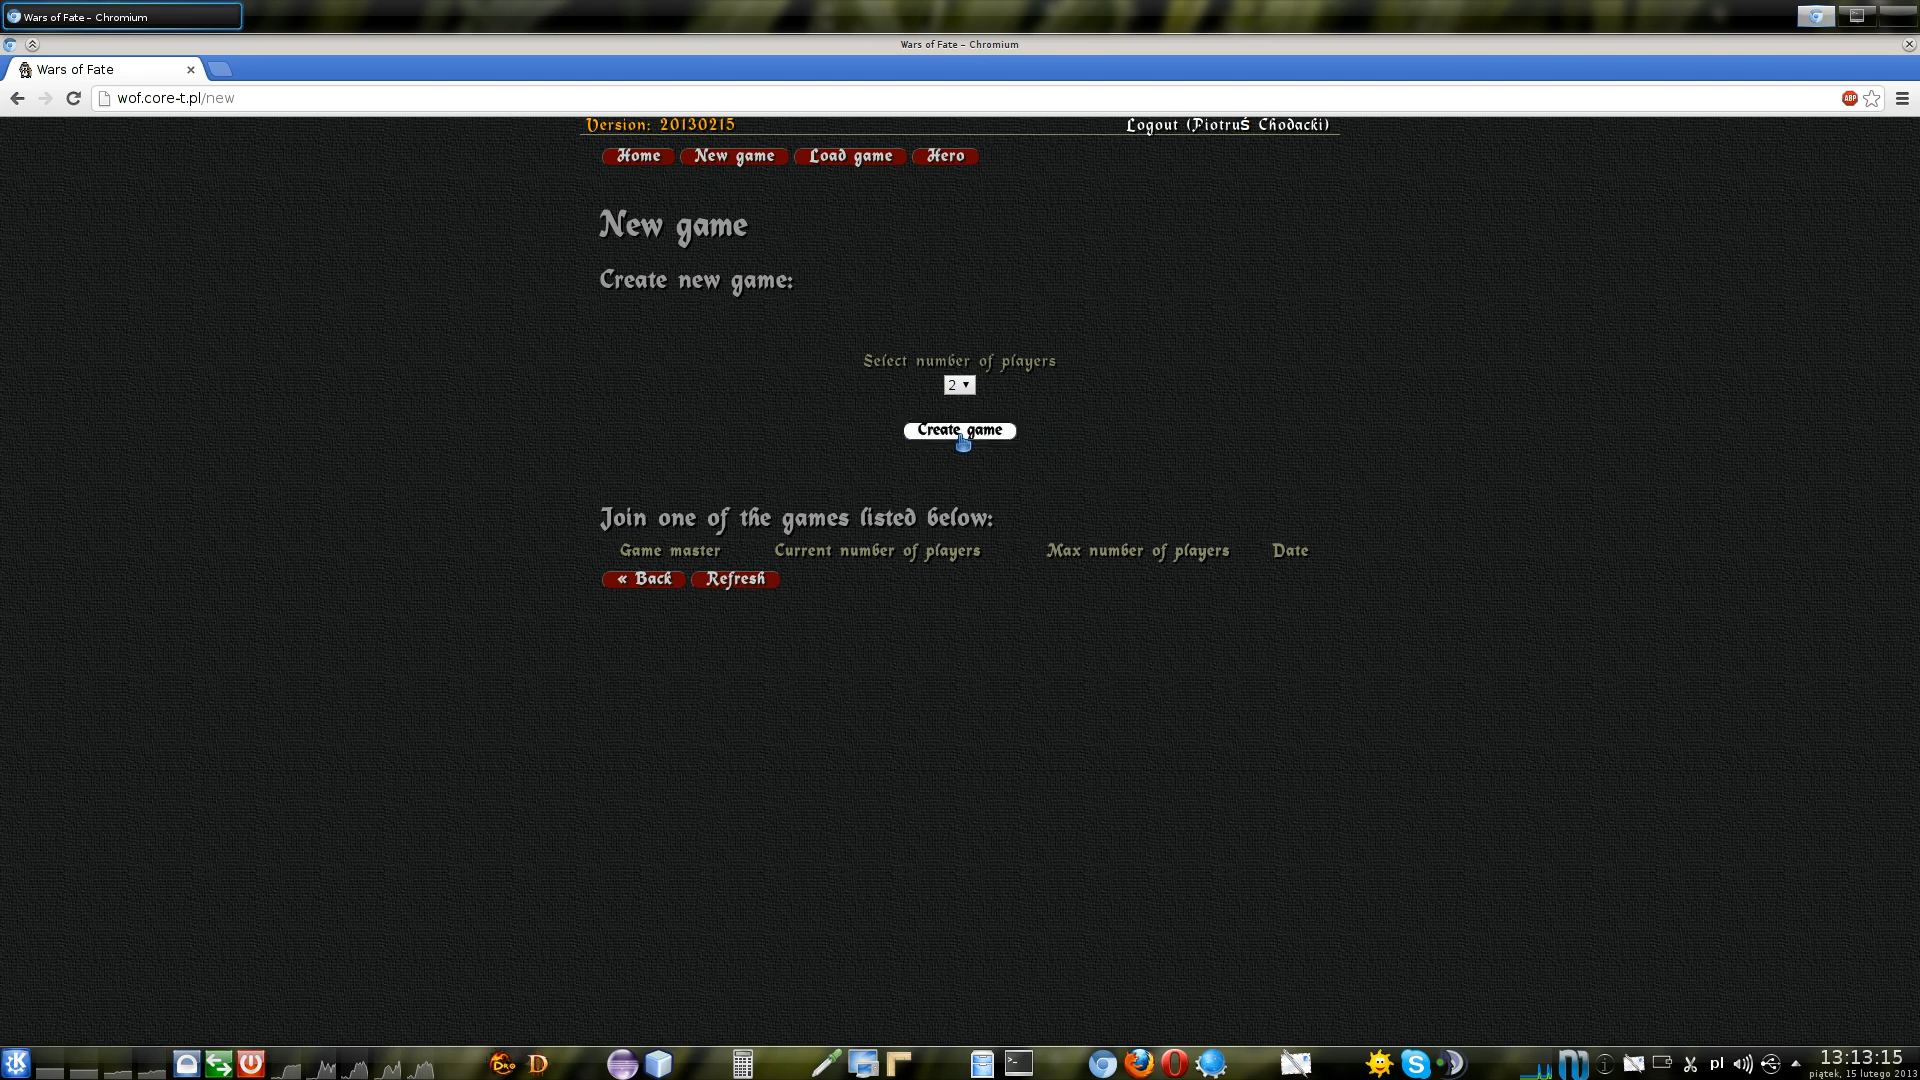 Wars of Fate – Chromium
Wars of Fate – Chromium
Wars of Fate
wof.core-t.pl/new
ABP
Version: 20130215
Logout (Piotruś Chodacki)
Home New game Load game Hero
New game
Create new game:
Select number of players
2
Create game
Join one of the games listed below:
Game master Current number of players Max number of players Date
« Back Refresh
pl
13:13:15
piątek, 15 lutego 2013